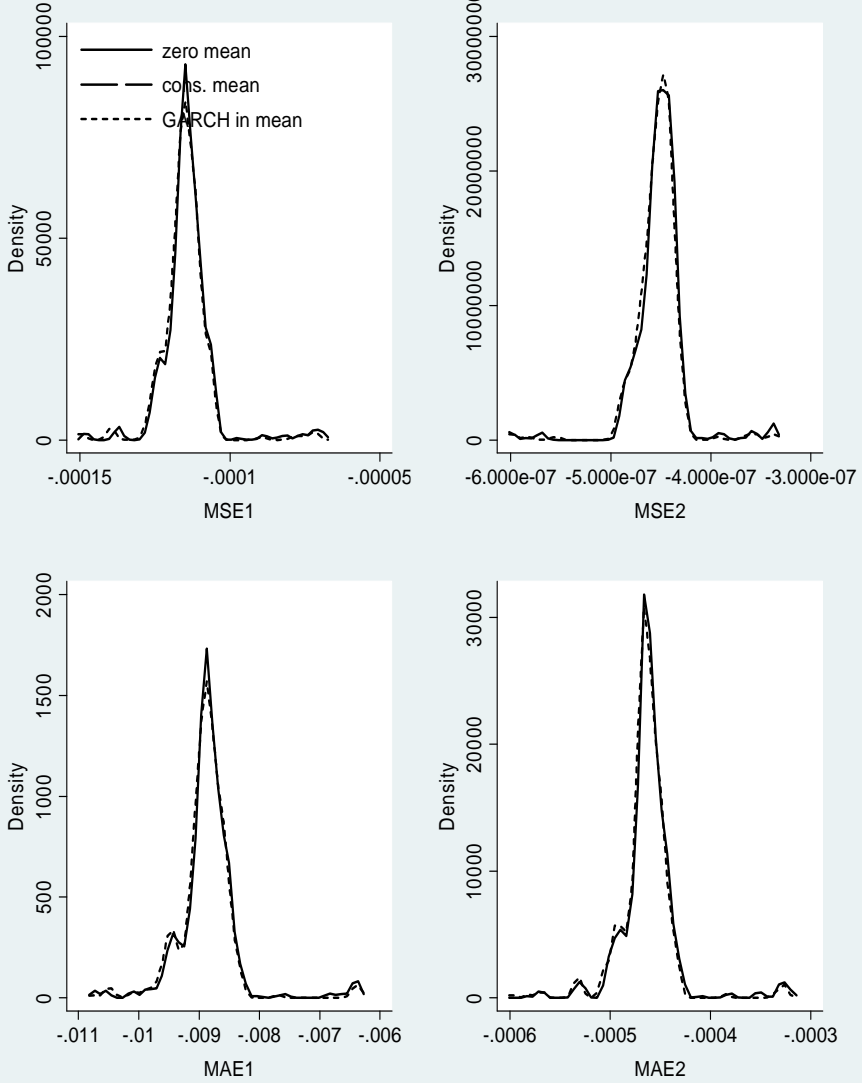 zero mean
cons. mean
GARCH in mean
100000
50000
0
Density
-.00015 -.0001 -.00005
MSE1
30000000
20000000
10000000
0
Density
-6.000e-07 -5.000e-07 -4.000e-07 -3.000e-07
MSE2
2000
1500
1000
500
0
Density
-.011 -.01 -.009 -.008 -.007 -.006
MAE1
30000
20000
10000
0
Density
-.0006 -.0005 -.0004 -.0003
MAE2